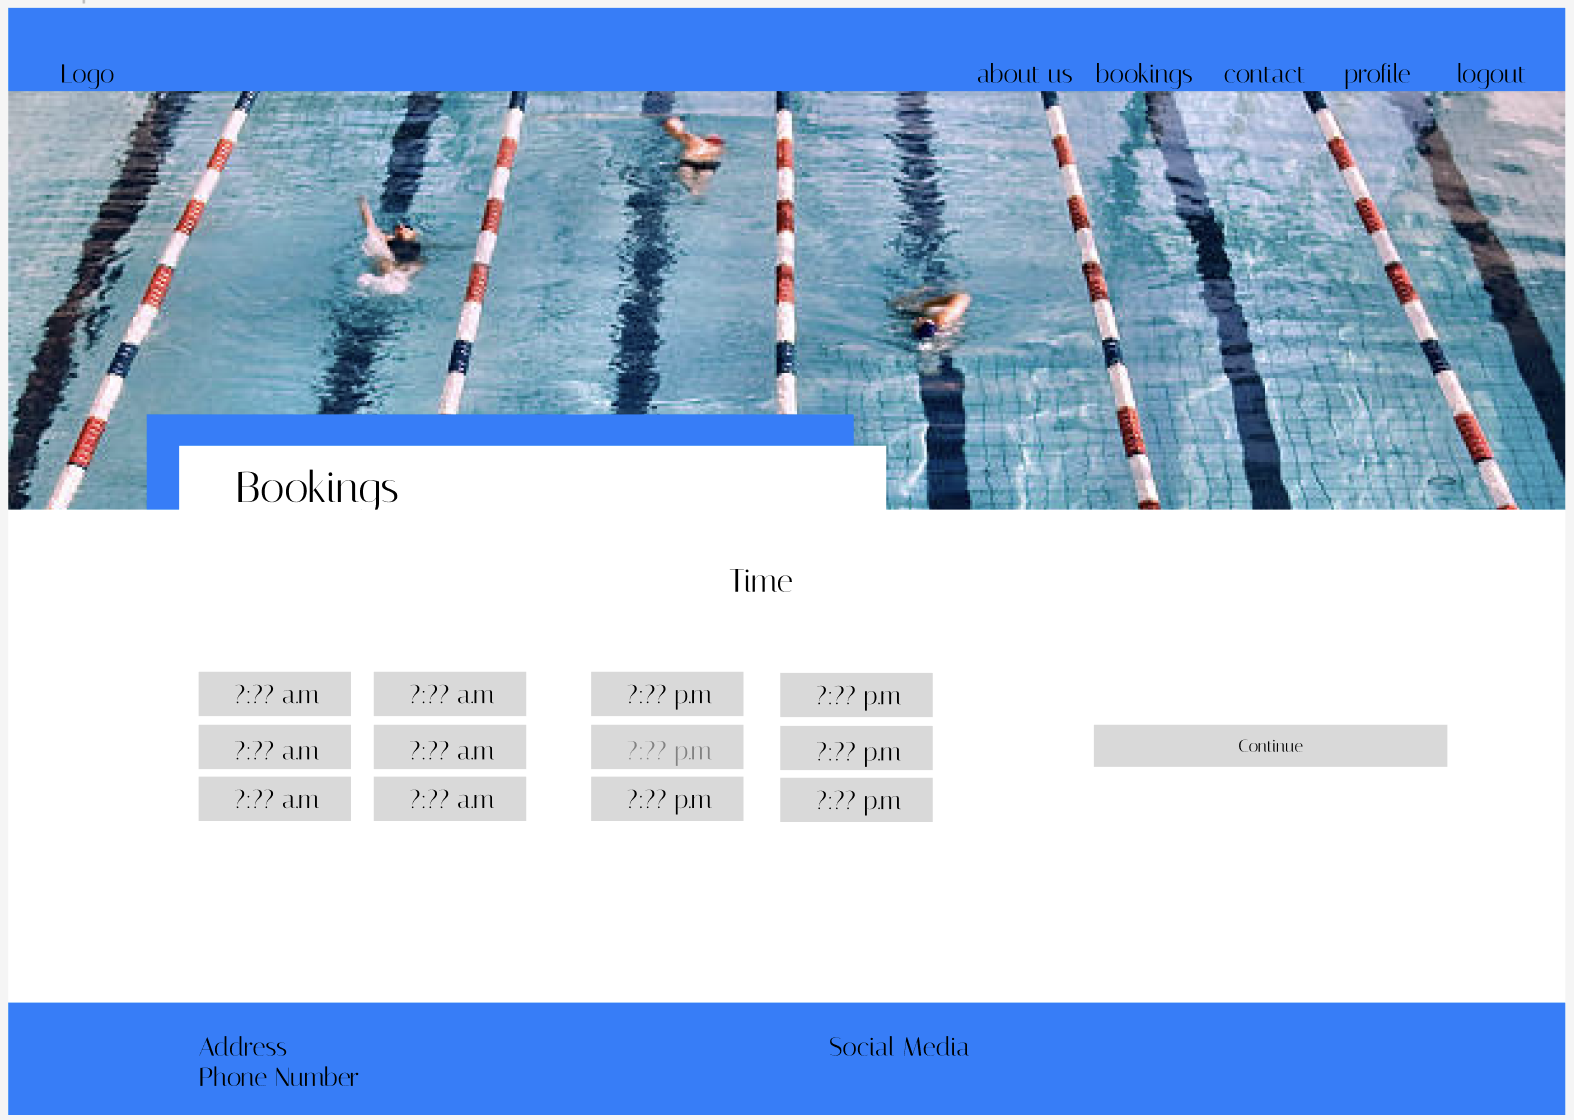 Logo about us bookings contact profile logout
Bookings
Time
?:?? a.m ?:?? a.m ?:?? p.m ?:?? p.m
?:?? a.m ?:?? a.m ?:?? p.m ?:?? p.m Continue
?:?? a.m ?:?? a.m ?:?? p.m ?:?? p.m
Address Social Media
Phone Number